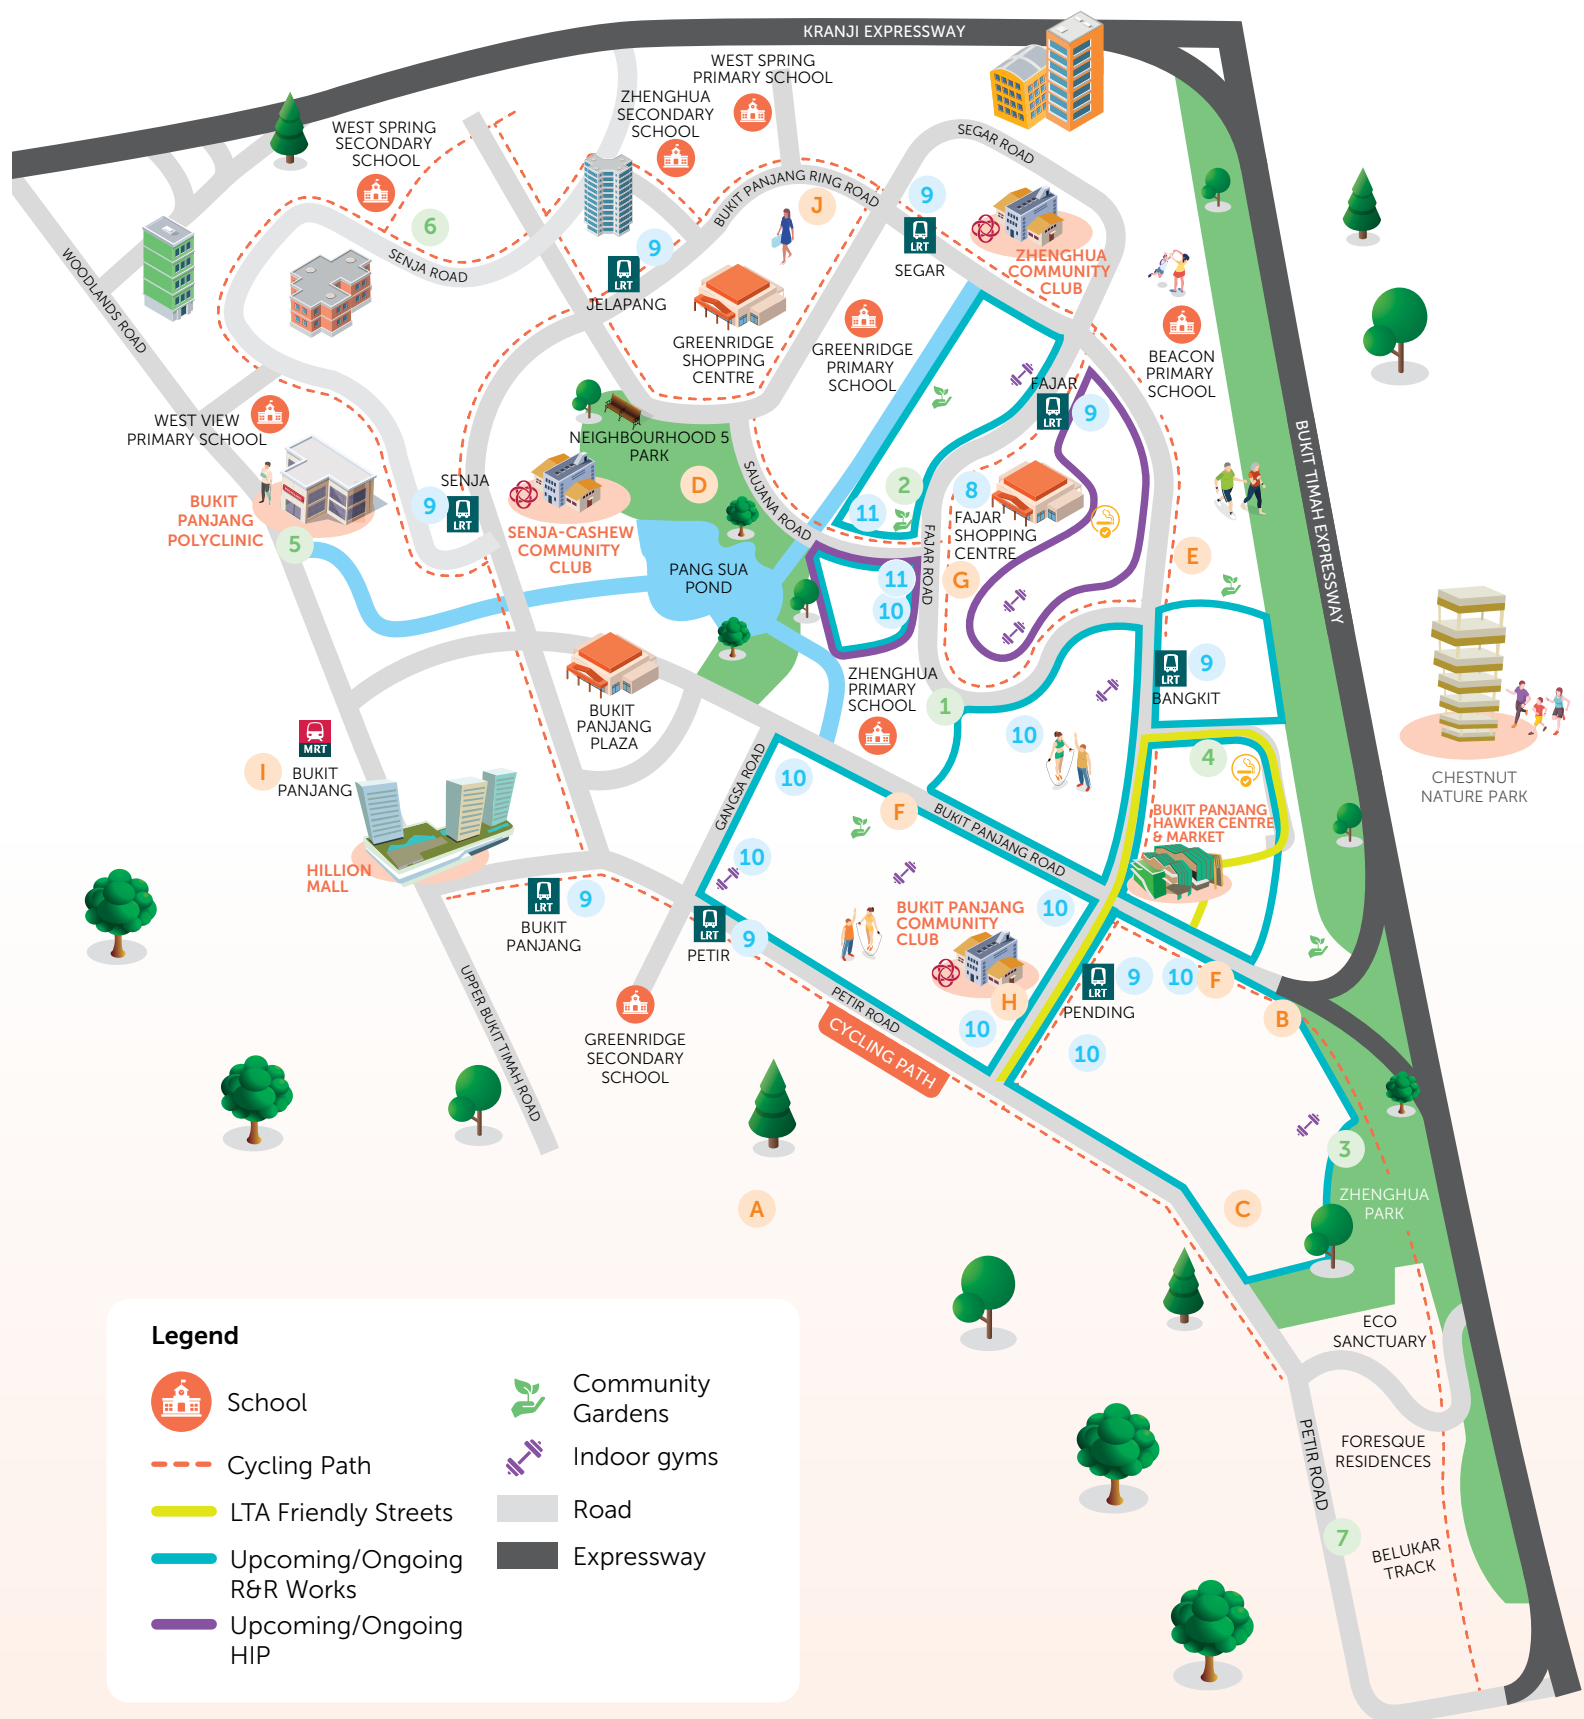 KRANJI EXPRESSWAY
WEST SPRING
PRIMARY SCHOOL
ZHENGHUA
SECONDARY
SCHOOL
WEST SPRING
SECONDARY
SCHOOL
SEGAR ROAD
BUKIT PANJANG RING ROAD
J
9
LRT
SEGAR
ZHENGHUA
COMMUNITY
CLUB
6
SENJA ROAD
9
LRT
JELAPANG
WOODLANDS ROAD
GREENRIDGE
SHOPPING
CENTRE
GREENRIDGE
PRIMARY
SCHOOL
BEACON
PRIMARY
SCHOOL
FAJAR
LRT
9
WEST VIEW
PRIMARY SCHOOL
NEIGHBOURHOOD 5
PARK
BUKIT TIMAH EXPRESSWAY
BUKIT
PANJANG
POLYCLINIC
5
SENJA
9
LRT
SENJA-CASHEW
COMMUNITY
CLUB
D
SAUJANA ROAD
2
11
8
FAJAR
SHOPPING
CENTRE
FAJAR ROAD
E
PANG SUA
POND
11
10
G
ZHENGHUA
PRIMARY
SCHOOL
1
LRT
9
BANGKIT
BUKIT
PANJANG
PLAZA
10
MRT
I
BUKIT
PANJANG
GANGSA ROAD
10
F
BUKIT PANJANG ROAD
4
BUKIT PANJANG
HAWKER CENTRE
& MARKET
CHESTNUT
NATURE PARK
HILLION
MALL
10
LRT
9
BUKIT
PANJANG
LRT
9
PETIR
BUKIT PANJANG
COMMUNITY
CLUB
10
H
10
LRT
9
10
F
PENDING
B
10
UPPER BUKIT TIMAH ROAD
GREENRIDGE
SECONDARY
SCHOOL
PETIR ROAD
CYCLING PATH
3
A
C
ZHENGHUA
PARK
ECO
SANCTUARY
PETIR ROAD
FORESQUE
RESIDENCES
7
BELUKAR
TRACK
Legend
School
Cycling Path
LTA Friendly Streets
Upcoming/Ongoing
R&R Works
Upcoming/Ongoing
HIP
Community
Gardens
Indoor gyms
Road
Expressway